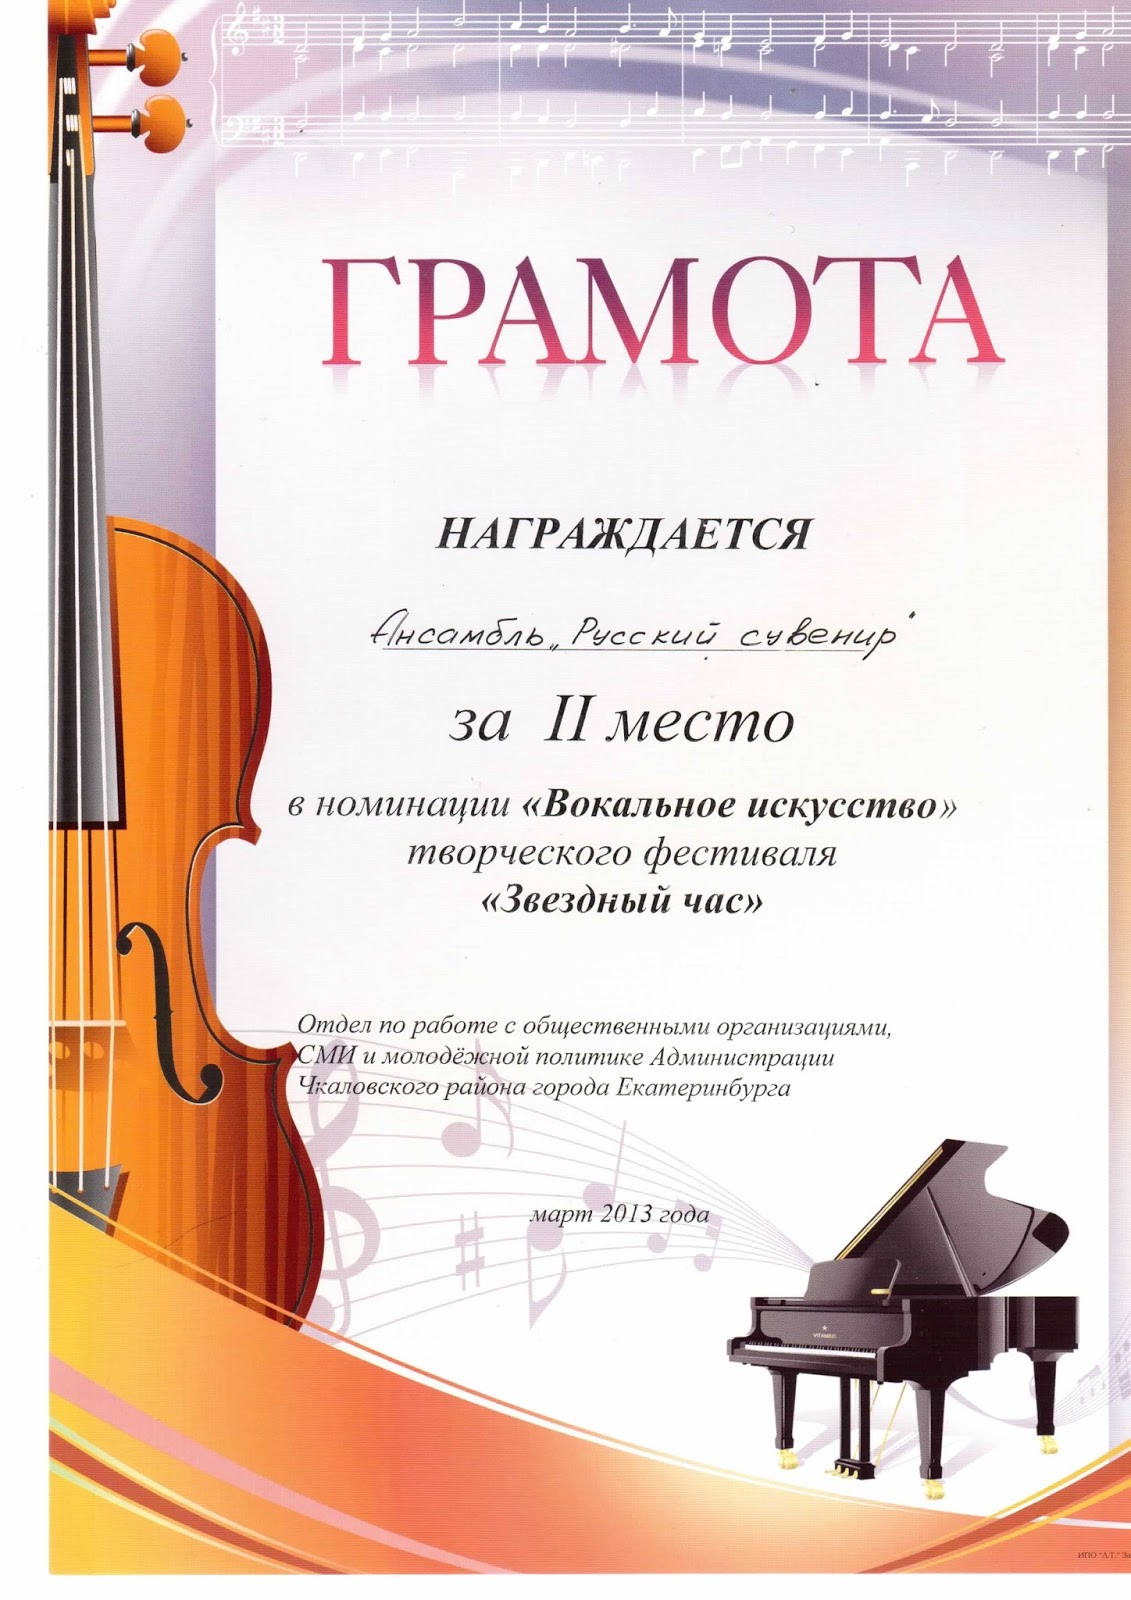 ГРАМОТА
НАГРАЖДАЕТСЯ
Ансамбль „Русский сувенир"
за II место
в номинации «Вокальное искусство»
творческого фестиваля
«Звездный час»
Отдел по работе с общественными организациями,
СМИ и молодёжной политике Администрации
Чкаловского района города Екатеринбурга
март 2013 года
VITAMINS